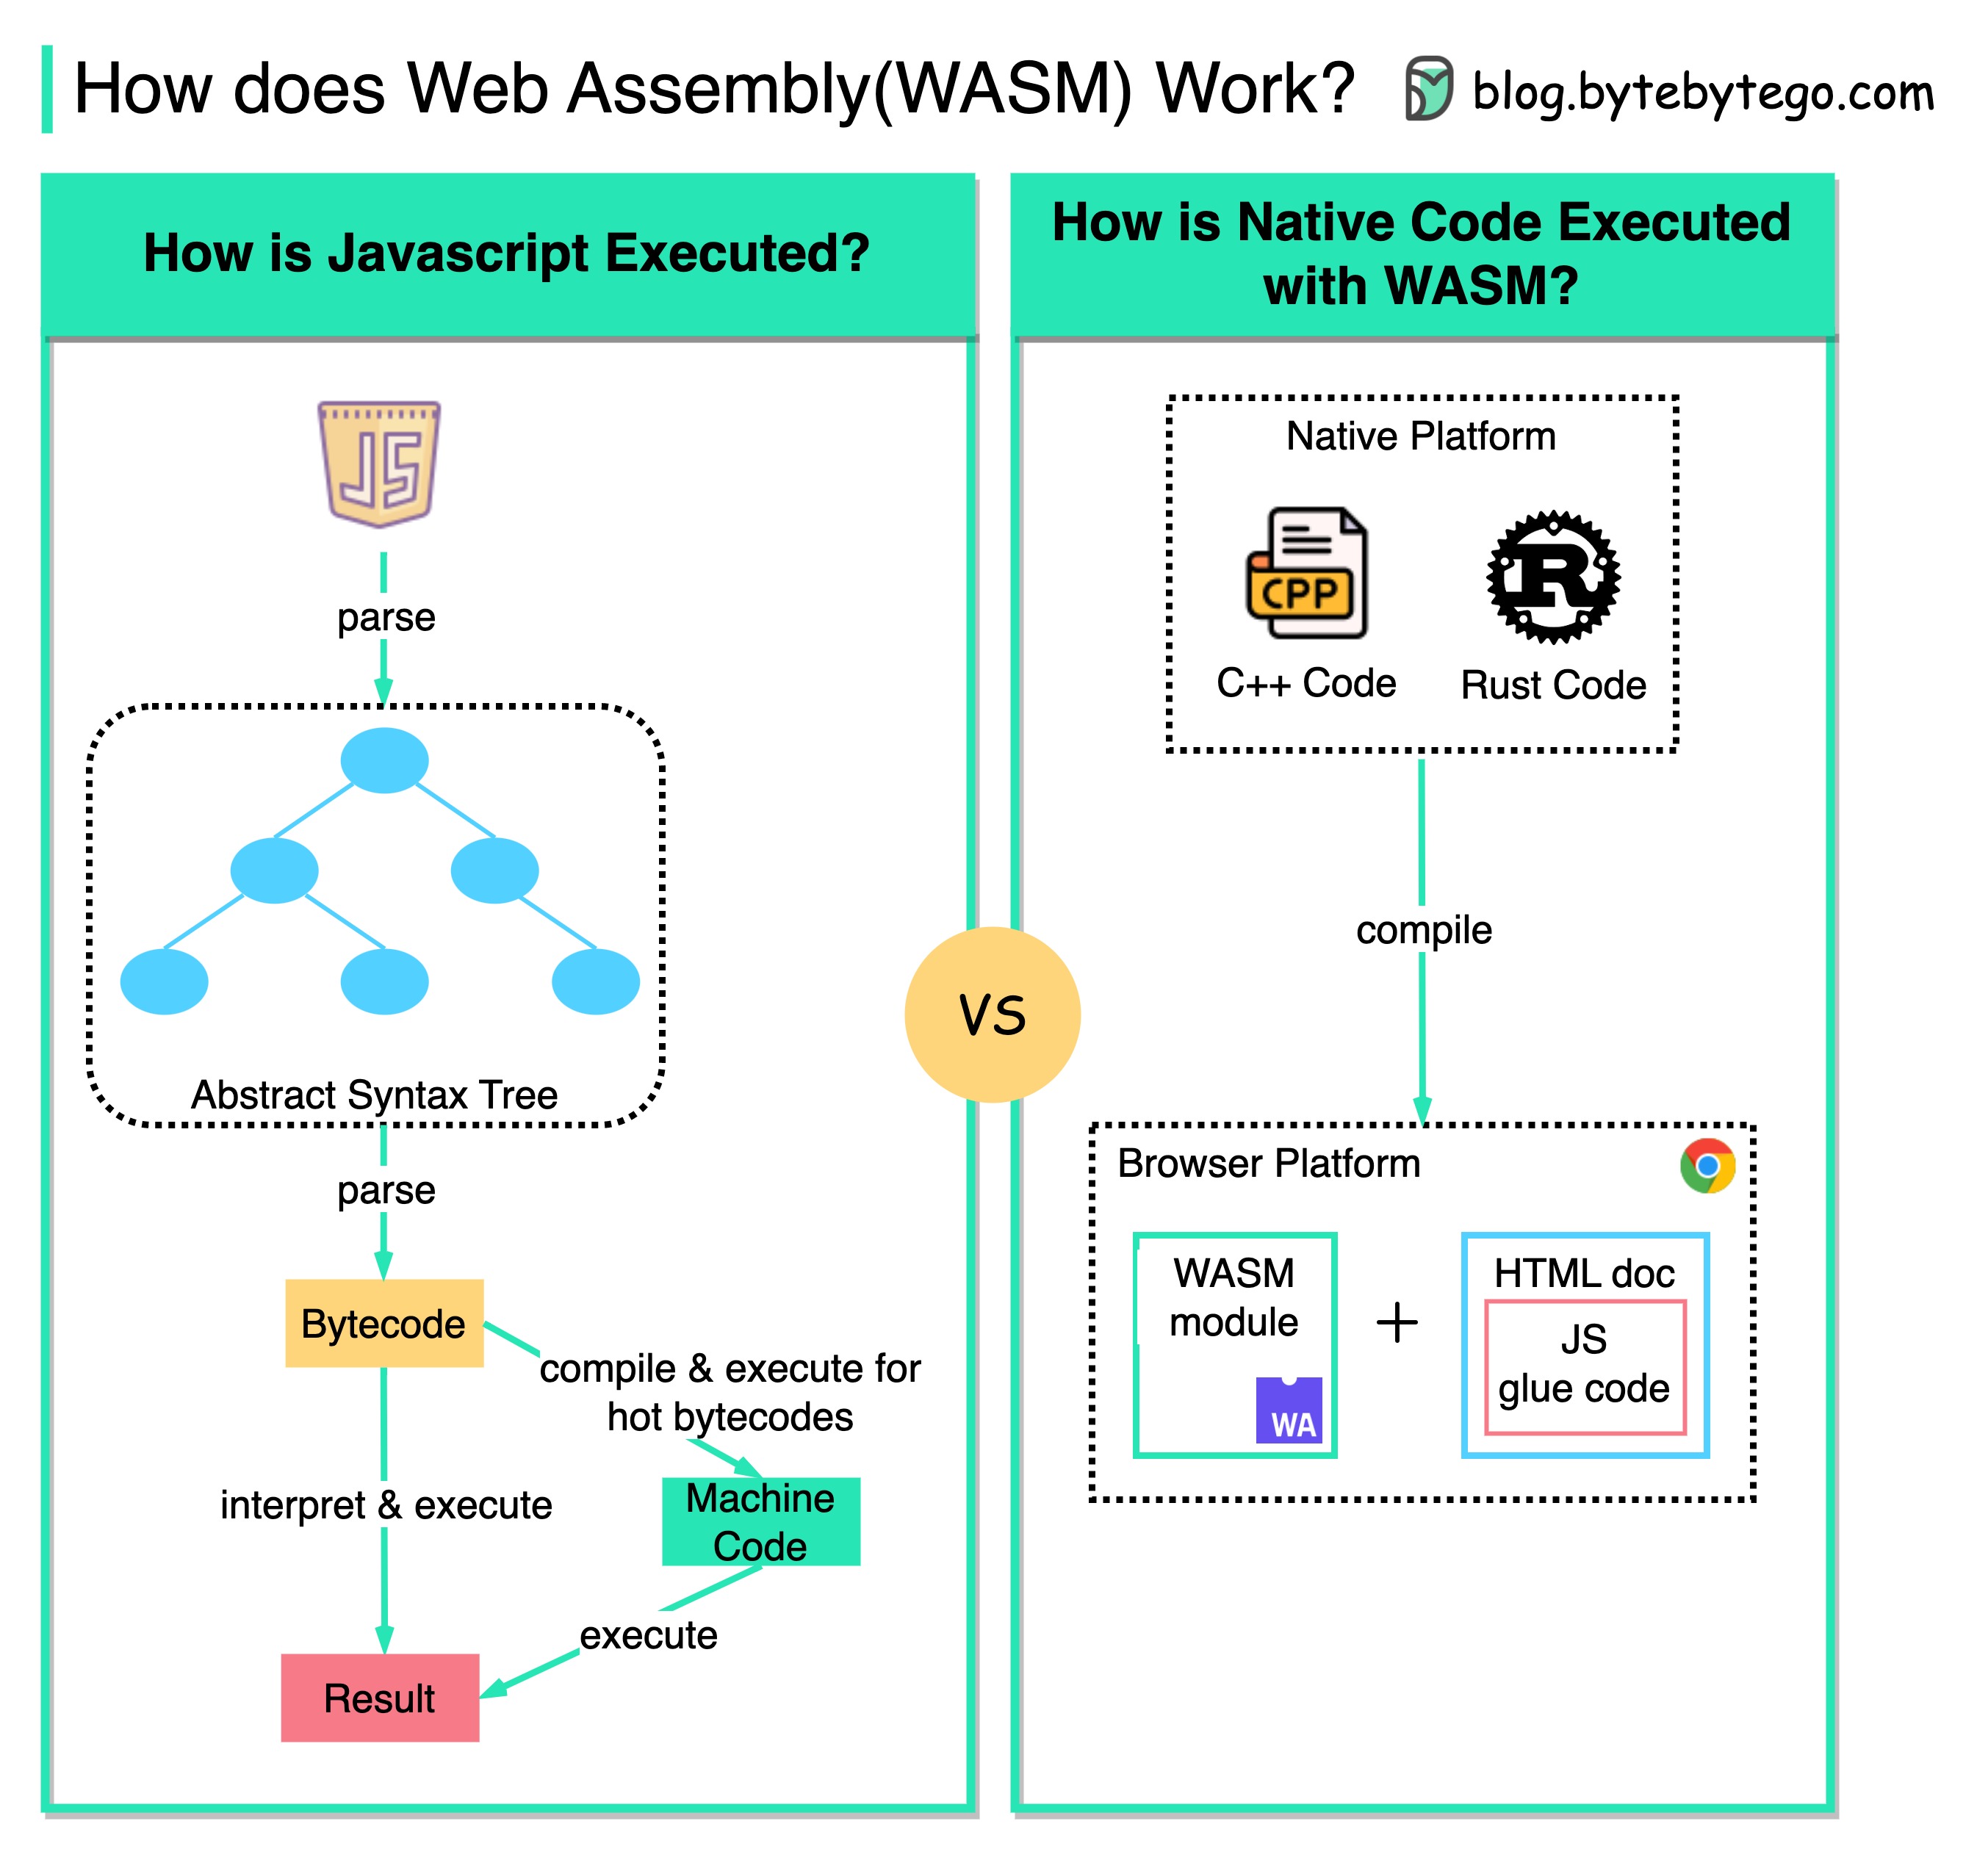 How does Web Assembly(WASM) Work?
blog.bytebytego.com
How is Javascript Executed?
JS
parse
Abstract Syntax Tree
parse
Bytecode
compile & execute for
hot bytecodes
interpret & execute
Machine
Code
execute
Result
VS
How is Native Code Executed
with WASM?
Native Platform
CPP
R
C++ Code
Rust Code
compile
Browser Platform
WASM
module
WA
+
HTML doc
JS
glue code